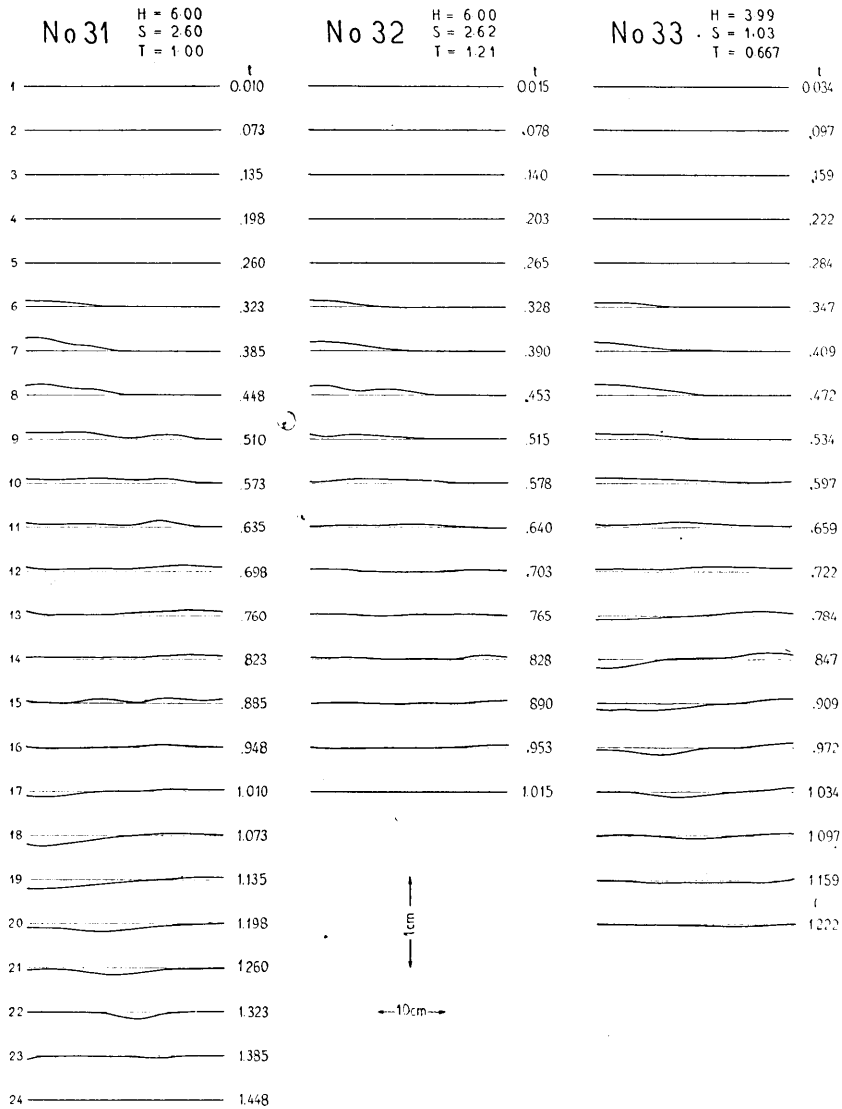 No 31 H = 6.00 S = 2.60 T = 1.00
No 32 H = 6.00 S = 2.62 T = 1.21
No 33 H = 3.99 S = 1.03 T = 0.667
t t t
1 0.010 0.015 0.034
2 .073 .078 .097
3 .135 .140 .159
4 .198 .203 .222
5 .260 .265 .284
6 .323 .328 .347
7 .385 .390 .409
8 .448 .453 .472
9 .510 .515 .534
10 .573 .578 .597
11 .635 .640 .659
12 .698 .703 .722
13 .760 .765 .784
14 .823 .828 .847
15 .885 .890 .909
16 .948 .953 .972
17 1.010 1.015 1.034
18 1.073 1.097
19 1.135 1.159
20 1.198 1.222
21 1.260
22 1.323
23 1.385
24 1.448
1cm
10cm